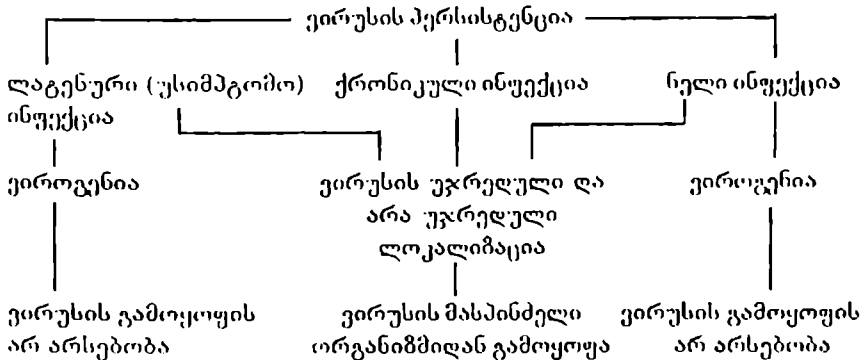 ვირუსის პერსისტენცია
ლატენური (უსიმპტომო) ინფექცია
ქრონიკული ინფექცია
ნელი ინფექცია
ვიროგენია
ვირუსის უჯრედული და
არა უჯრედული
ლოკალიზაცია
ვიროგენია
ვირუსის გამოყოფის
არ არსებობა
ვირუსის მასპინძელი
ორგანიზმიდან გამოყოფა
ვირუსის გამოყოფის
არ არსებობა